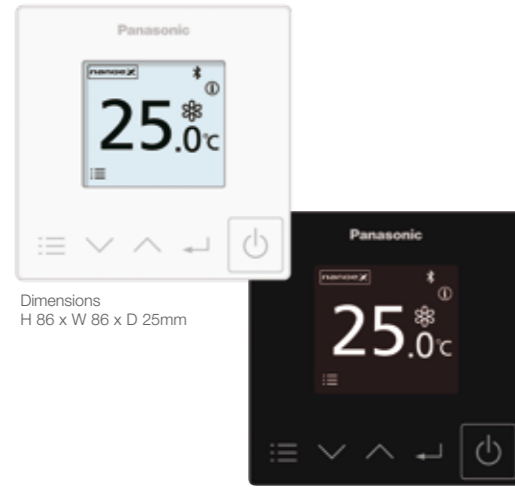 Panasonic
nanoe X
25.0°C
Dimensions
H 86 x W 86 x D 25mm
Panasonic
nanoe X
25.0°C